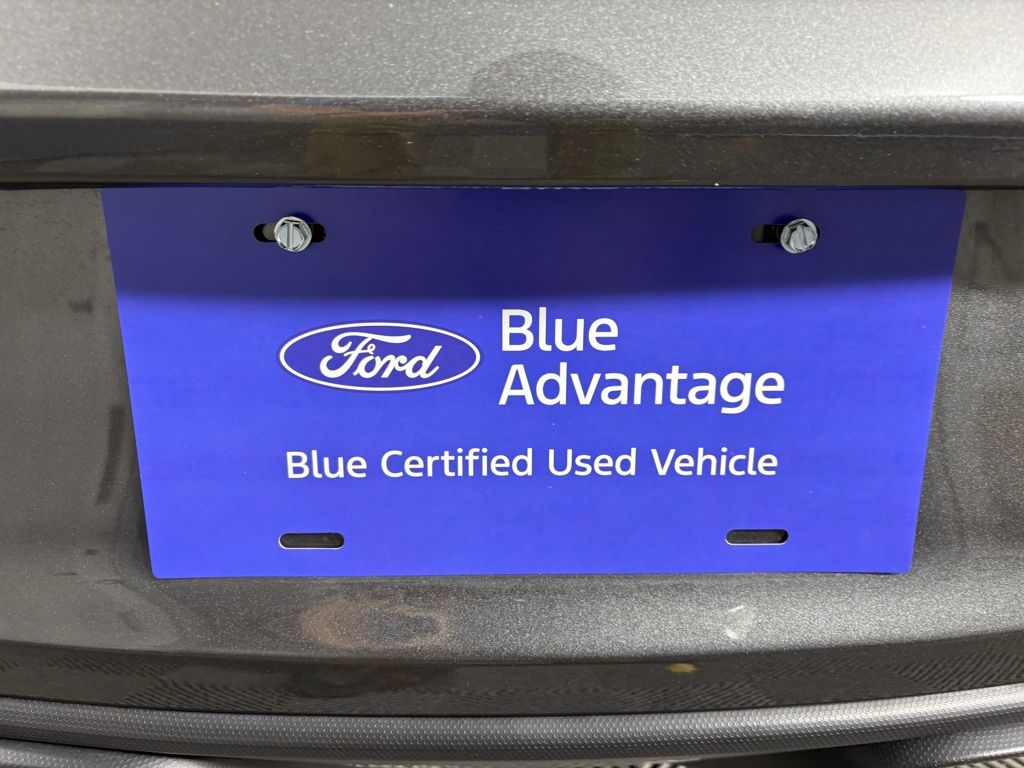 Ford
Blue
Advantage
Blue Certified Used Vehicle